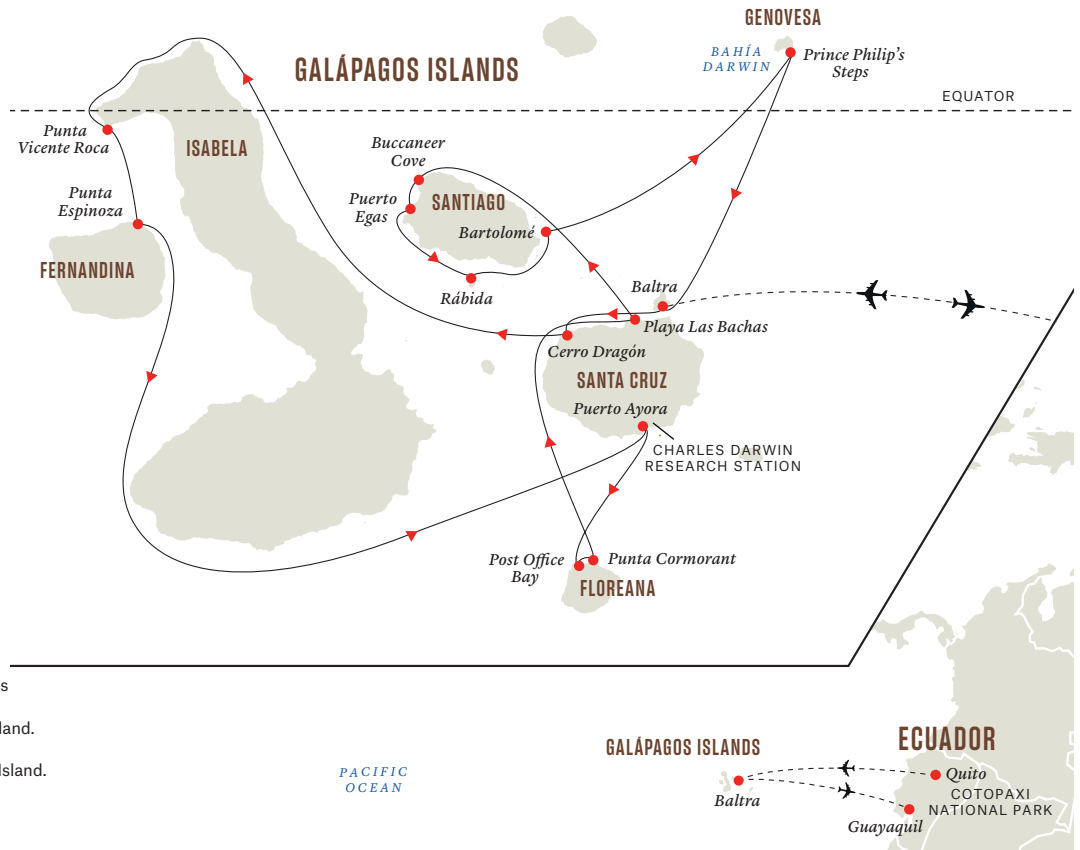 GENOVESA
BAHÍA
DARWIN
Prince Philip's
Steps
GALÁPAGOS ISLANDS
EQUATOR
Punta
Vicente Roca
ISABELA
Buccaneer
Cove
Punta
Espinoza
Puerto
Egas
SANTIAGO
Bartolomé
FERNANDINA
Rábida
Baltra
Playa Las Bachas
Cerro Dragón
SANTA CRUZ
Puerto Ayora
CHARLES DARWIN
RESEARCH STATION
Post Office
Bay
Punta Cormorant
FLOREANA
s
land.
Island.
PACIFIC
OCEAN
GALÁPAGOS ISLANDS
Baltra
ECUADOR
Quito
COTOPAXI
NATIONAL PARK
Guayaquil